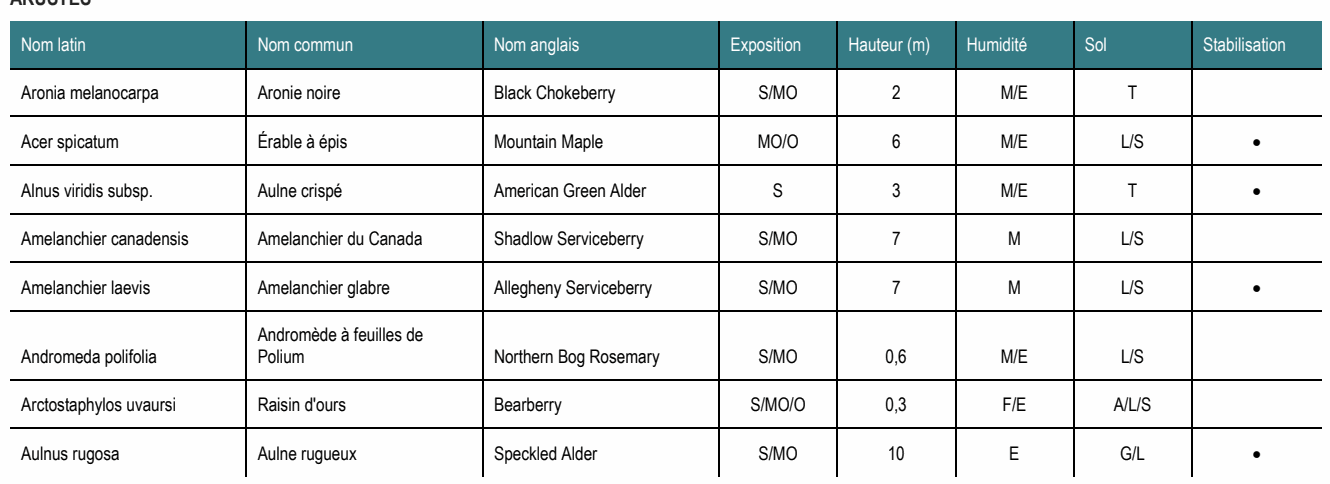 Nom latin Nom commun Nom anglais Exposition Hauteur (m) Humidité Sol Stabilisation
Aronia melanocarpa Aronie noire Black Chokeberry S/MO 2 M/E T
Acer spicatum Érable à épis Mountain Maple MO/O 6 M/E L/S •
Alnus viridis subsp. Aulne crispé American Green Alder S 3 M/E T •
Amelanchier canadensis Amelanchier du Canada Shadlow Serviceberry S/MO 7 M L/S
Amelanchier laevis Amelanchier glabre Allegheny Serviceberry S/MO 7 M L/S •
Andromède à feuilles de
Andromeda polifolia Polium Northern Bog Rosemary S/MO 0,6 M/E L/S
Arctostaphylos uvaursi Raisin d'ours Bearberry S/MO/O 0,3 F/E A/L/S
Aulnus rugosa Aulne rugueux Speckled Alder S/MO 10 E G/L •